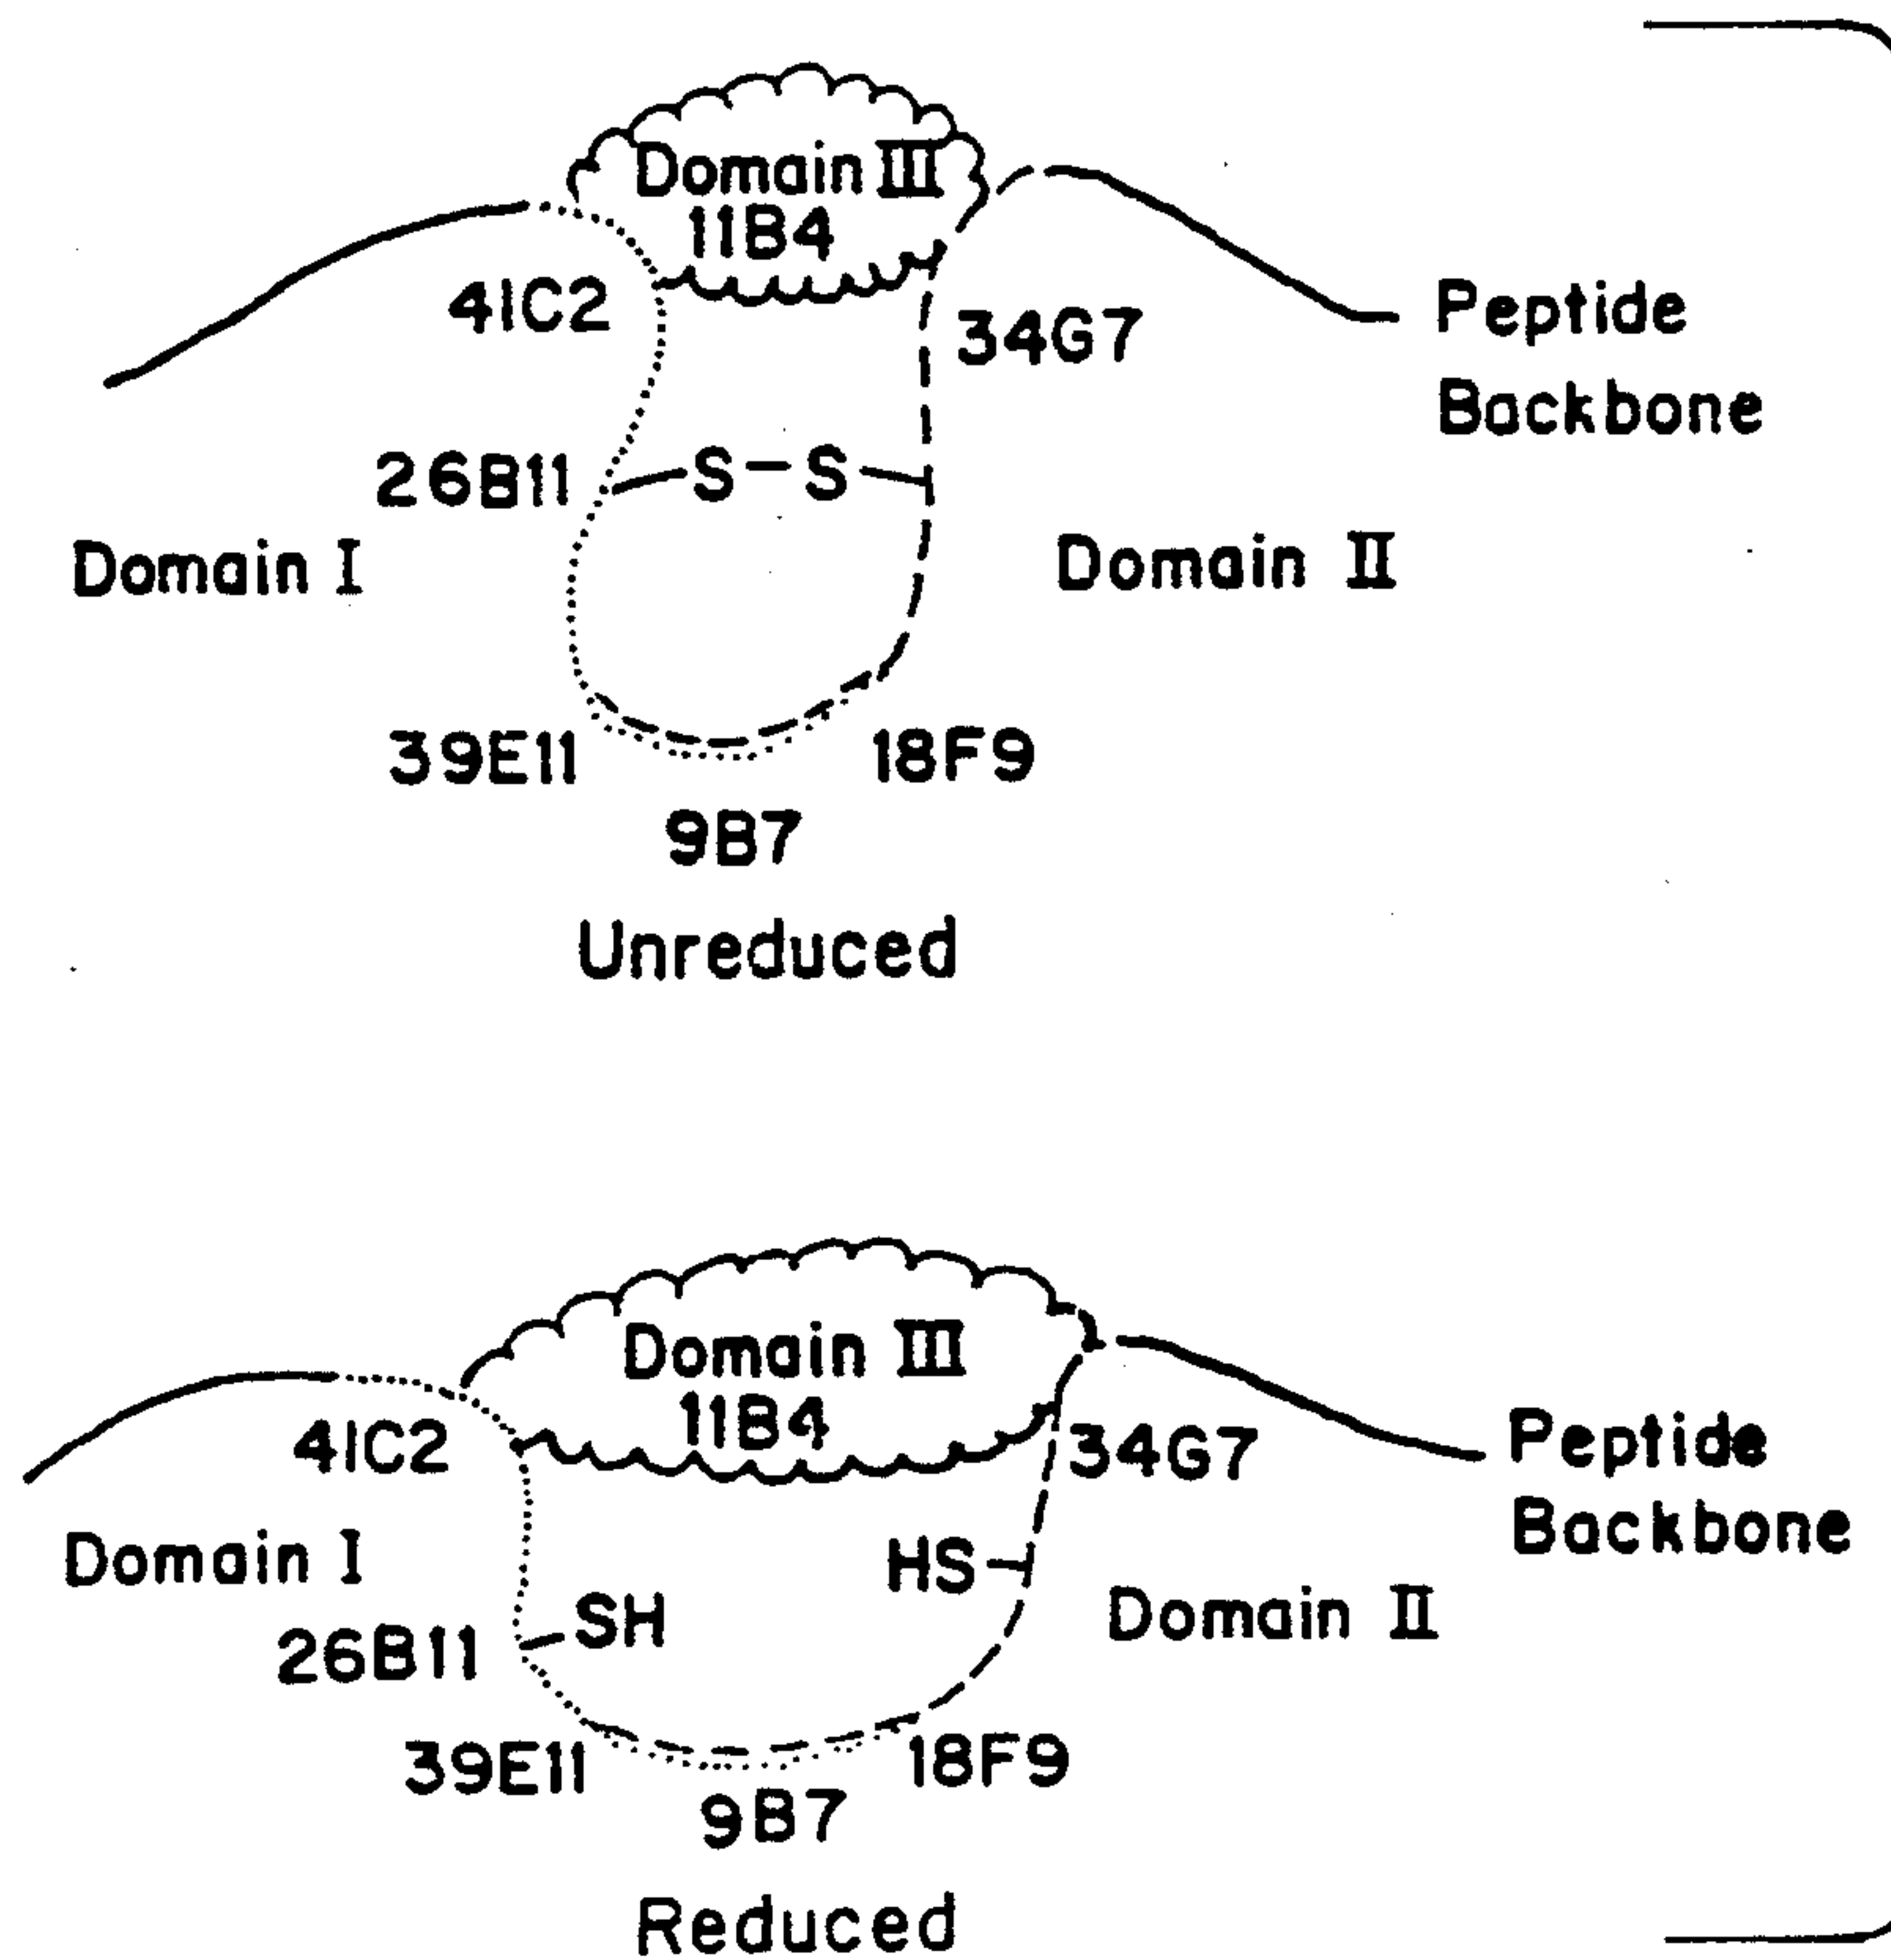 Domain III
11B4
41C2
34G7
Peptide
Backbone
26B11
S-S
Domain I
Domain II
39E11
18F9
9B7
Unreduced
Domain III
11B4
41C2
34G7
Peptide
Backbone
Domain I
HS
SH
Domain II
26B11
39E11
18F9
9B7
Reduced